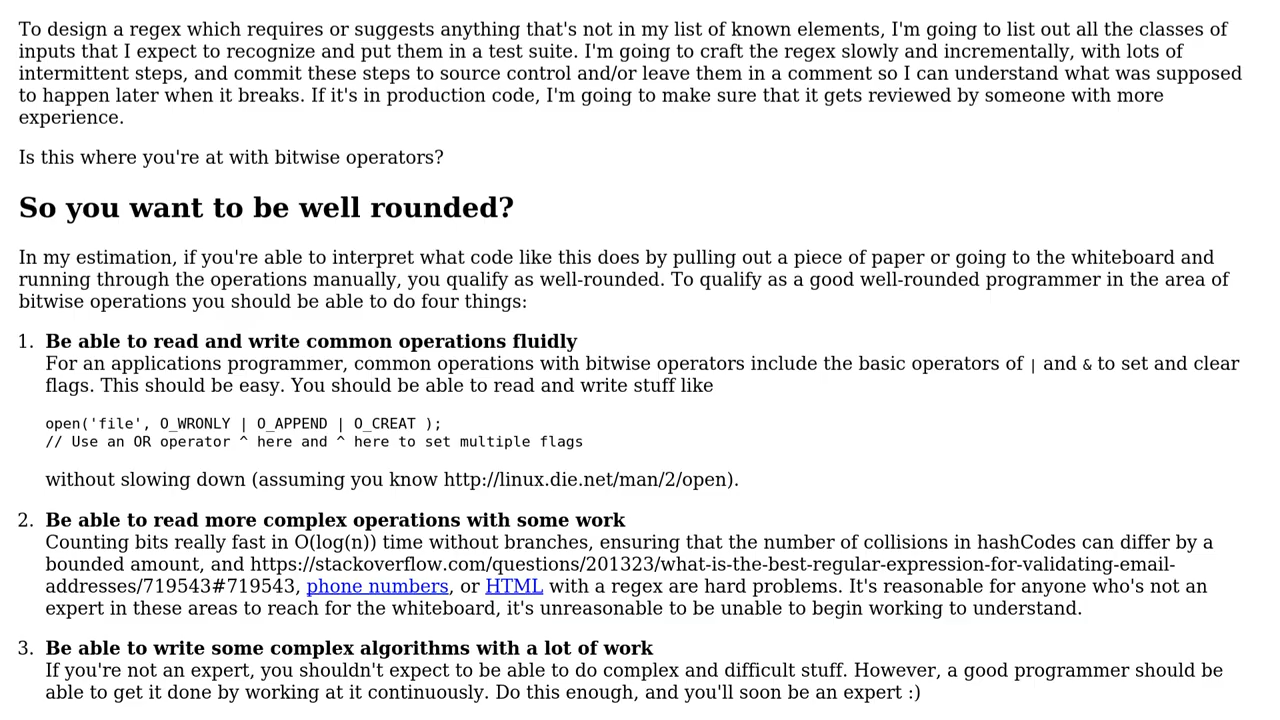 To design a regex which requires or suggests anything that's not in my list of known elements, I'm going to list out all the classes of
inputs that I expect to recognize and put them in a test suite. I'm going to craft the regex slowly and incrementally, with lots of
intermittent steps, and commit these steps to source control and/or leave them in a comment so I can understand what was supposed
to happen later when it breaks. If it's in production code, I'm going to make sure that it gets reviewed by someone with more
experience.
Is this where you're at with bitwise operators?
So you want to be well rounded?
In my estimation, if you're able to interpret what code like this does by pulling out a piece of paper or going to the whiteboard and
running through the operations manually, you qualify as well-rounded. To qualify as a good well-rounded programmer in the area of
bitwise operations you should be able to do four things:
1. Be able to read and write common operations fluidly
For an applications programmer, common operations with bitwise operators include the basic operators of | and & to set and clear
flags. This should be easy. You should be able to read and write stuff like
open('file', O_WRONLY | O_APPEND | O_CREAT );
// Use an OR operator ^ here and ^ here to set multiple flags
without slowing down (assuming you know http://linux.die.net/man/2/open).
2. Be able to read more complex operations with some work
Counting bits really fast in O(log(n)) time without branches, ensuring that the number of collisions in hashCodes can differ by a
bounded amount, and https://stackoverflow.com/questions/201323/what-is-the-best-regular-expression-for-validating-email-
addresses/719543#719543, phone numbers, or HTML with a regex are hard problems. It's reasonable for anyone who's not an
expert in these areas to reach for the whiteboard, it's unreasonable to be unable to begin working to understand.
3. Be able to write some complex algorithms with a lot of work
If you're not an expert, you shouldn't expect to be able to do complex and difficult stuff. However, a good programmer should be
able to get it done by working at it continuously. Do this enough, and you'll soon be an expert :)